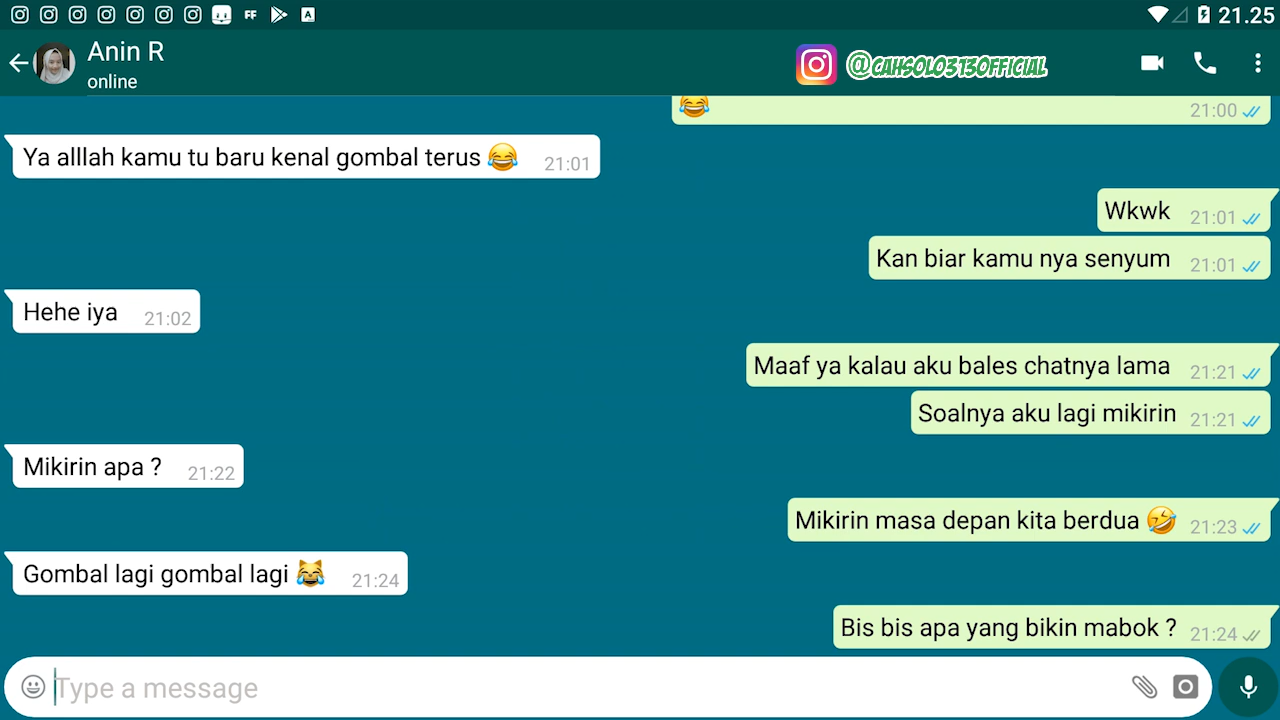 FF
A
21.25
Anin R
online
@CAHSOLO313OFFICIAL
😂 21:00
Ya alllah kamu tu baru kenal gombal terus 😂 21:01
Wkwk 21:01
Kan biar kamu nya senyum 21:01
Hehe iya 21:02
Maaf ya kalau aku bales chatnya lama 21:21
Soalnya aku lagi mikirin 21:21
Mikirin apa ? 21:22
Mikirin masa depan kita berdua 🤣 21:23
Gombal lagi gombal lagi 😹 21:24
Bis bis apa yang bikin mabok ? 21:24
Type a message